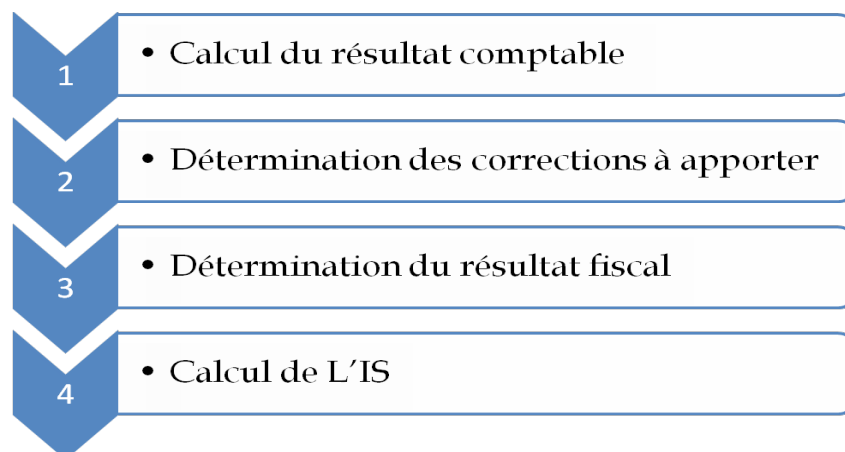 1 • Calcul du résultat comptable
2 • Détermination des corrections à apporter
3 • Détermination du résultat fiscal
4 • Calcul de L'IS